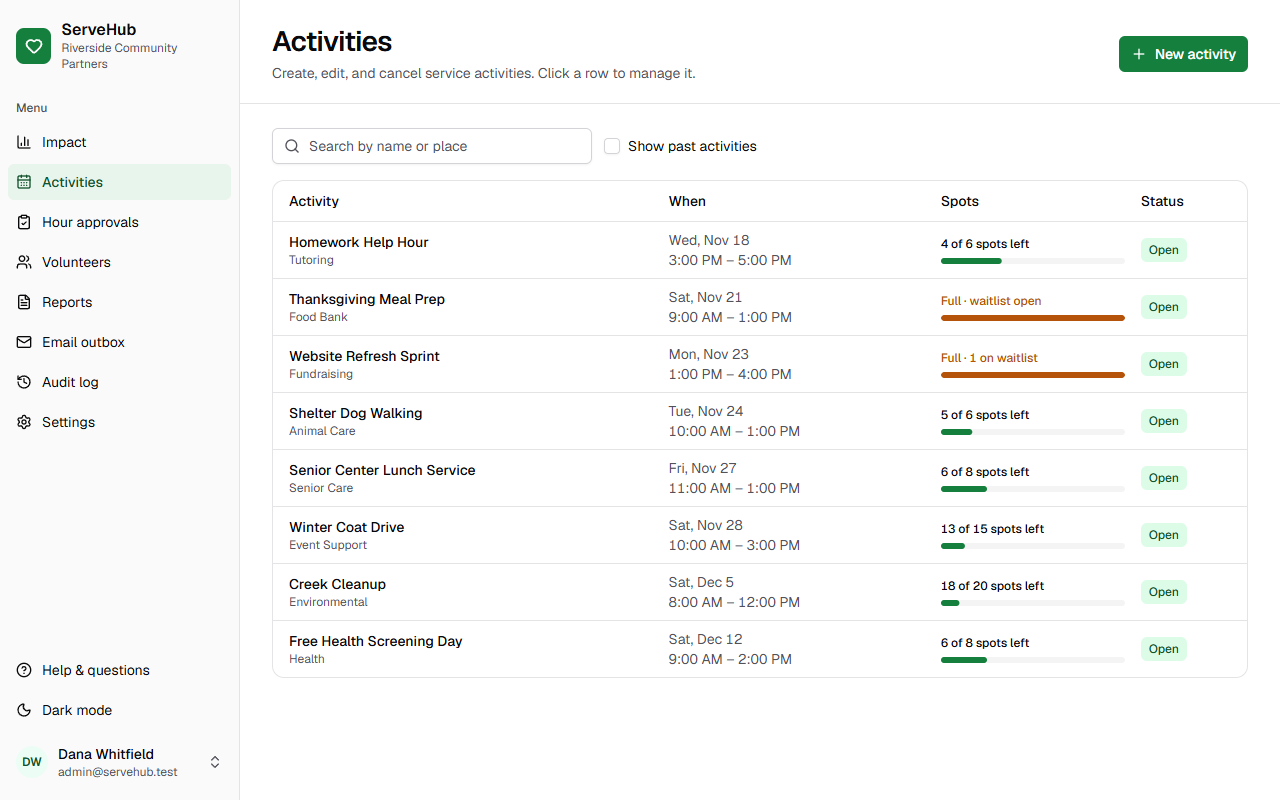 ServeHub
Riverside Community
Partners
Menu
Impact
Activities
Hour approvals
Volunteers
Reports
Email outbox
Audit log
Settings
Help & questions
Dark mode
DW
Dana Whitfield
admin@servehub.test
Activities
Create, edit, and cancel service activities. Click a row to manage it.
New activity
Search by name or place
Show past activities
Activity When Spots Status
Homework Help Hour
Tutoring
Wed, Nov 18
3:00 PM – 5:00 PM
4 of 6 spots left
Open
Thanksgiving Meal Prep
Food Bank
Sat, Nov 21
9:00 AM – 1:00 PM
Full · waitlist open
Open
Website Refresh Sprint
Fundraising
Mon, Nov 23
1:00 PM – 4:00 PM
Full · 1 on waitlist
Open
Shelter Dog Walking
Animal Care
Tue, Nov 24
10:00 AM – 1:00 PM
5 of 6 spots left
Open
Senior Center Lunch Service
Senior Care
Fri, Nov 27
11:00 AM – 1:00 PM
6 of 8 spots left
Open
Winter Coat Drive
Event Support
Sat, Nov 28
10:00 AM – 3:00 PM
13 of 15 spots left
Open
Creek Cleanup
Environmental
Sat, Dec 5
8:00 AM – 12:00 PM
18 of 20 spots left
Open
Free Health Screening Day
Health
Sat, Dec 12
9:00 AM – 2:00 PM
6 of 8 spots left
Open